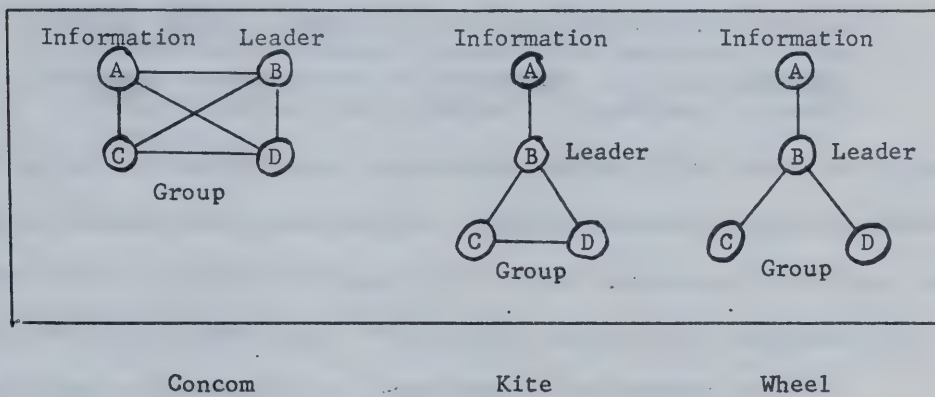 Information Leader Information Information
A B A A
B Leader B Leader
C D
C D C D
Group Group Group
Concom Kite Wheel